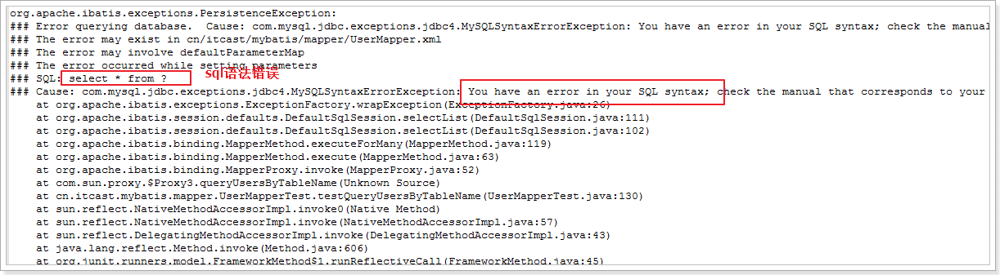 org.apache.ibatis.exceptions.PersistenceException:
### Error querying database.  Cause: com.mysql.jdbc.exceptions.jdbc4.MySQLSyntaxErrorException: You have an error in your SQL syntax; check the manual
### The error may exist in cn/itcast/mybatis/mapper/UserMapper.xml
### The error may involve defaultParameterMap
### The error occurred while setting parameters
### SQL: select * from ? sql语法错误
### Cause: com.mysql.jdbc.exceptions.jdbc4.MySQLSyntaxErrorException: You have an error in your SQL syntax; check the manual that corresponds to your
at org.apache.ibatis.exceptions.ExceptionFactory.wrapException(ExceptionFactory.java:26)
at org.apache.ibatis.session.defaults.DefaultSqlSession.selectList(DefaultSqlSession.java:111)
at org.apache.ibatis.session.defaults.DefaultSqlSession.selectList(DefaultSqlSession.java:102)
at org.apache.ibatis.binding.MapperMethod.executeForMany(MapperMethod.java:119)
at org.apache.ibatis.binding.MapperMethod.execute(MapperMethod.java:63)
at org.apache.ibatis.binding.MapperProxy.invoke(MapperProxy.java:52)
at com.sun.proxy.$Proxy3.queryUsersByTableName(Unknown Source)
at cn.itcast.mybatis.mapper.UserMapperTest.testQueryUsersByTableName(UserMapperTest.java:130)
at sun.reflect.NativeMethodAccessorImpl.invoke0(Native Method)
at sun.reflect.NativeMethodAccessorImpl.invoke(NativeMethodAccessorImpl.java:57)
at sun.reflect.DelegatingMethodAccessorImpl.invoke(DelegatingMethodAccessorImpl.java:43)
at java.lang.reflect.Method.invoke(Method.java:606)
at org.junit.runners.model.FrameworkMethod$1.runReflectiveCall(FrameworkMethod.java:45)